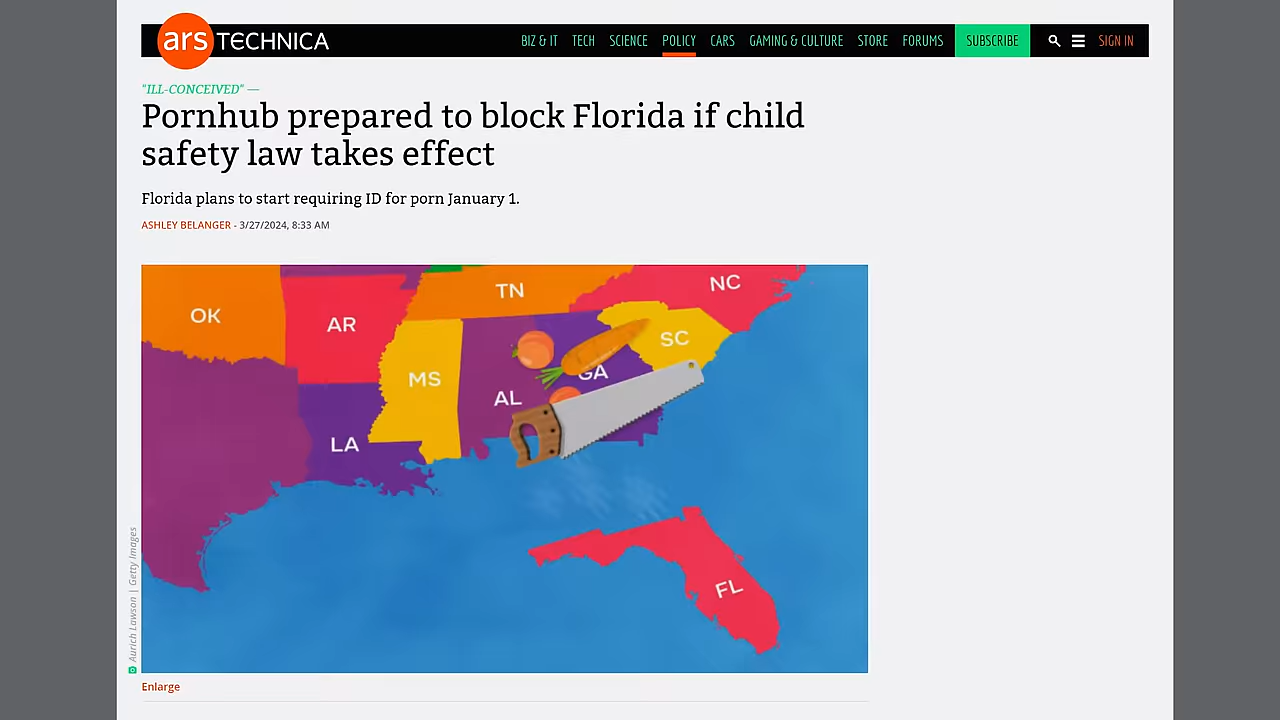 ars TECHNICA
BIZ & IT TECH SCIENCE POLICY CARS GAMING & CULTURE STORE FORUMS SUBSCRIBE SIGN IN
"ILL-CONCEIVED" —
Pornhub prepared to block Florida if child
safety law takes effect
Florida plans to start requiring ID for porn January 1.
ASHLEY BELANGER - 3/27/2024, 8:33 AM
OK
AR
TN
NC
MS
AL
GA
SC
LA
FL
Aurich Lawson | Getty Images
Enlarge